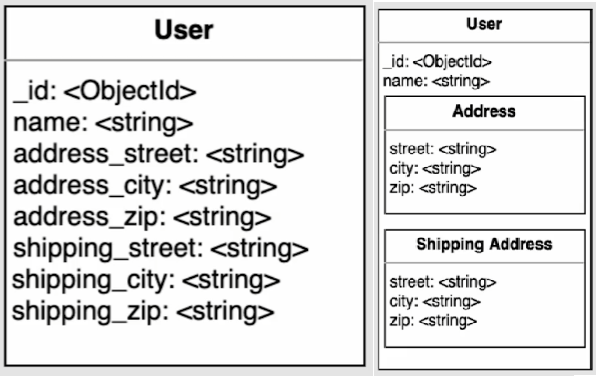 User
_id: <ObjectId>
name: <string>
address_street: <string>
address_city: <string>
address_zip: <string>
shipping_street: <string>
shipping_city: <string>
shipping_zip: <string>
User
_id: <ObjectId>
name: <string>
Address
street: <string>
city: <string>
zip: <string>
Shipping Address
street: <string>
city: <string>
zip: <string>